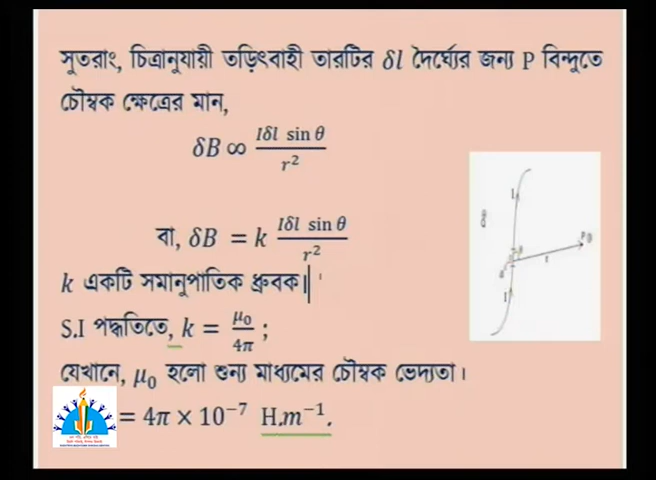 সুতরাং, চিত্রানুযায়ী তড়িৎবাহী তারটির δl দৈর্ঘ্যের জন্য P বিন্দুতে
চৌম্বক ক্ষেত্রের মান,
δB ∞ Iδl sin θ / r²
বা, δB = k Iδl sin θ / r²
k একটি সমানুপাতিক ধ্রুবক।
S.I পদ্ধতিতে, k = μ₀ / 4π ;
যেখানে, μ₀ হলো শুন্য মাধ্যমের চৌম্বক ভেদ্যতা।
= 4π × 10⁻⁷ H.m⁻¹.
I
P
r
I